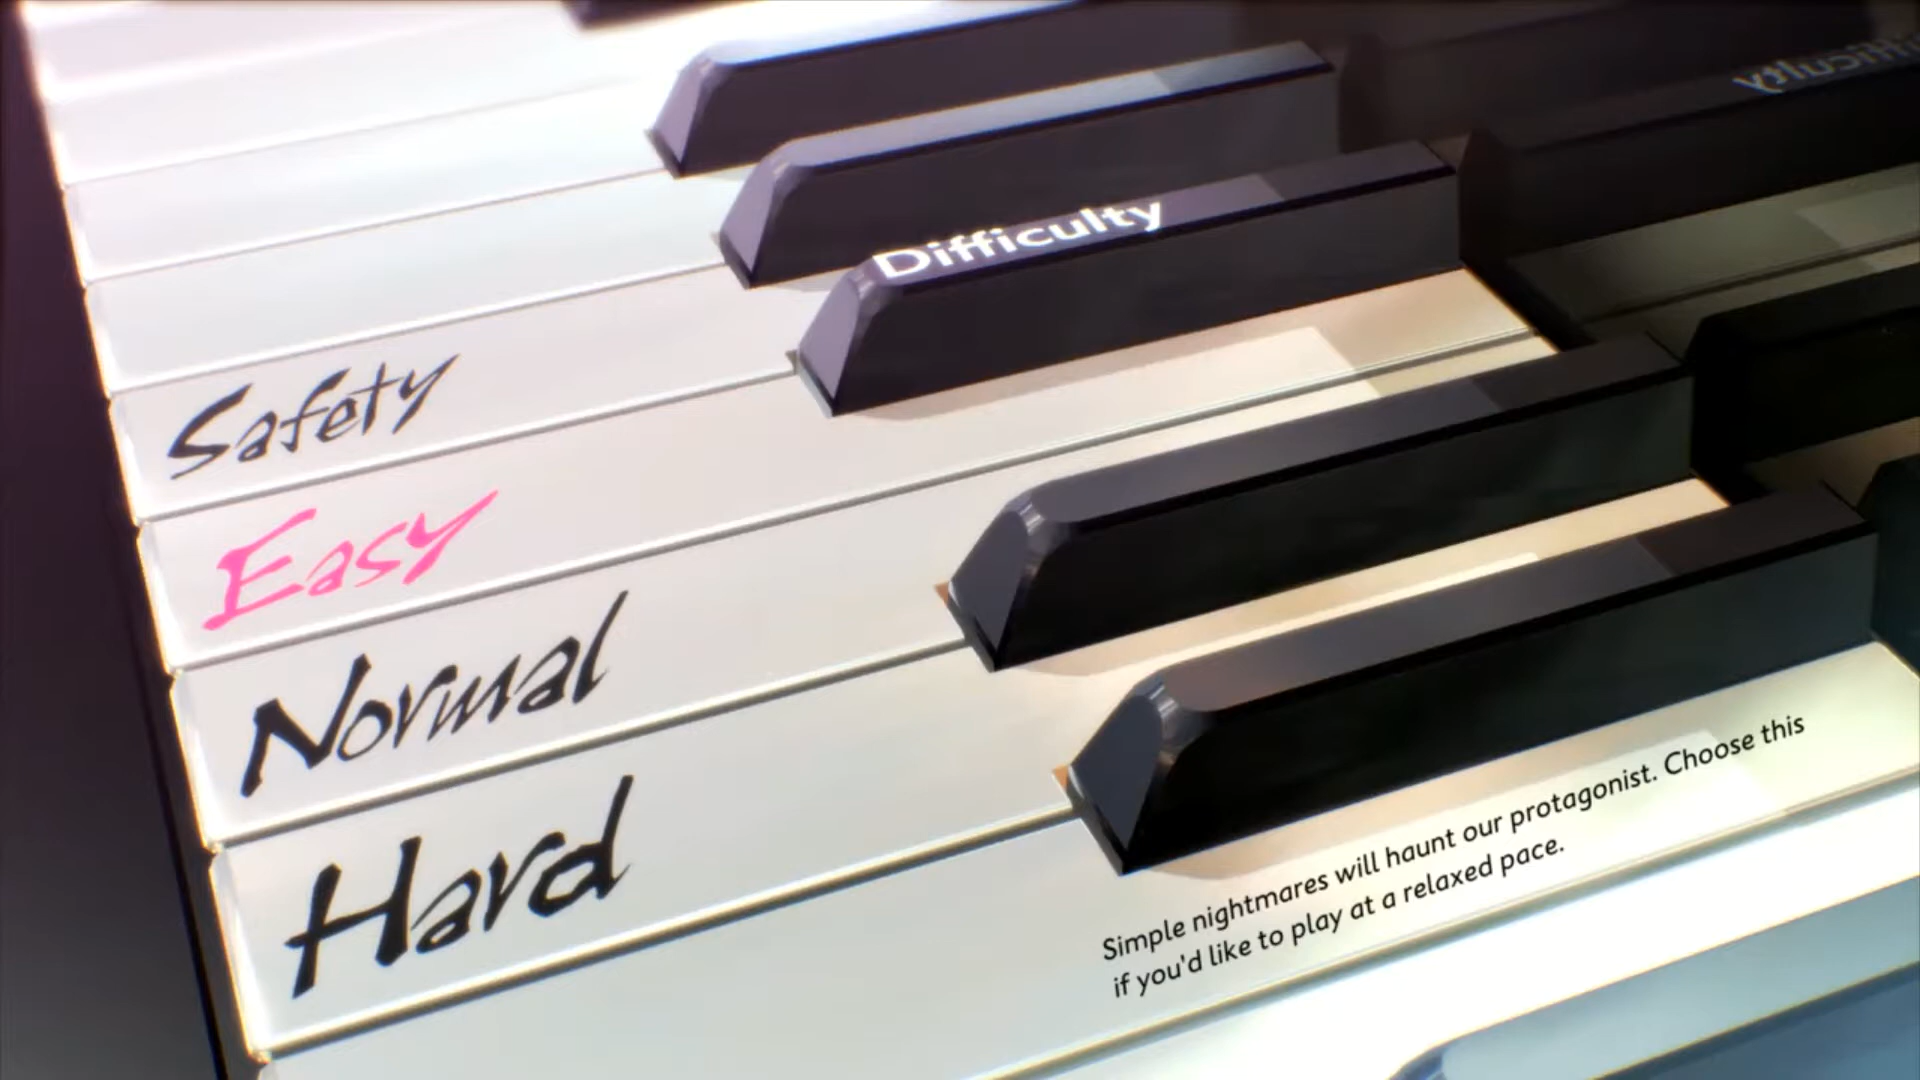 Difficulty
Safety
Easy
Normal
Hard
Simple nightmares will haunt our protagonist. Choose this
if you'd like to play at a relaxed pace.